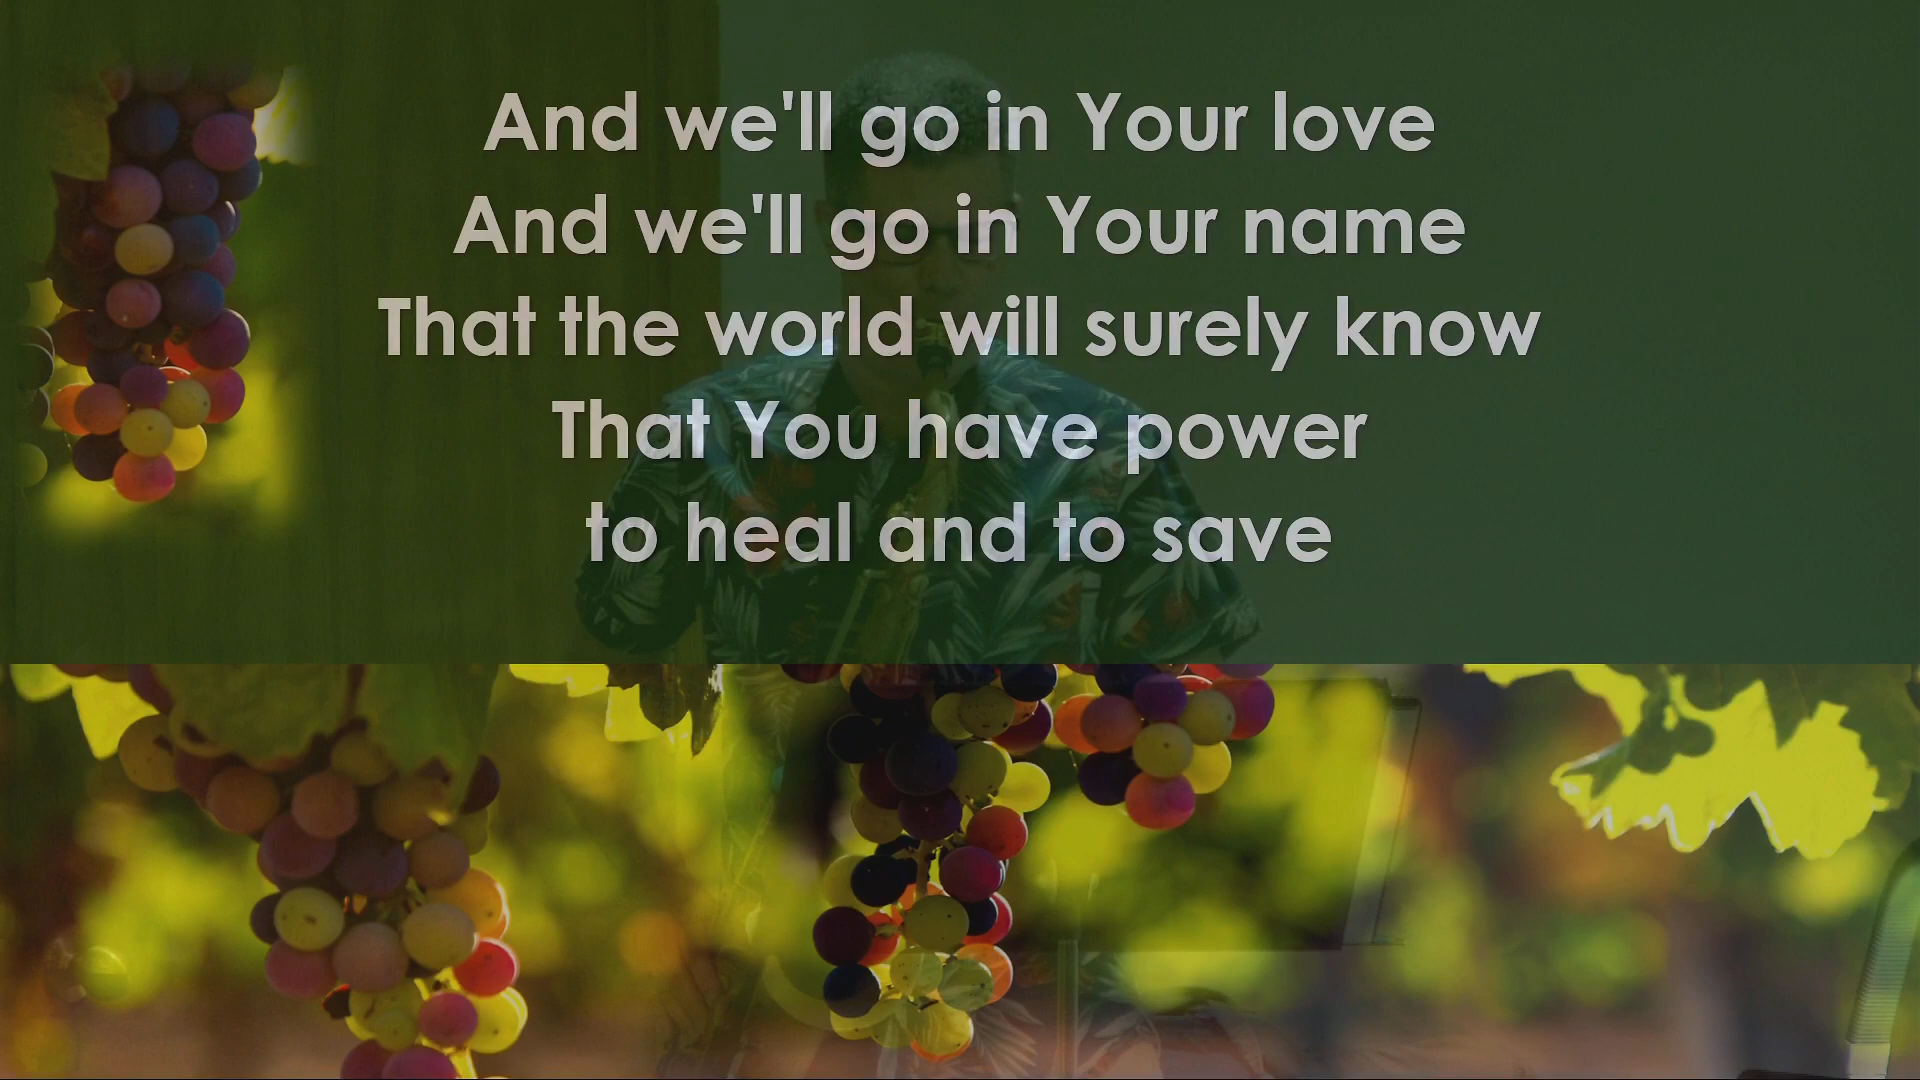 And we'll go in Your love
And we'll go in Your name
That the world will surely know
That You have power
to heal and to save